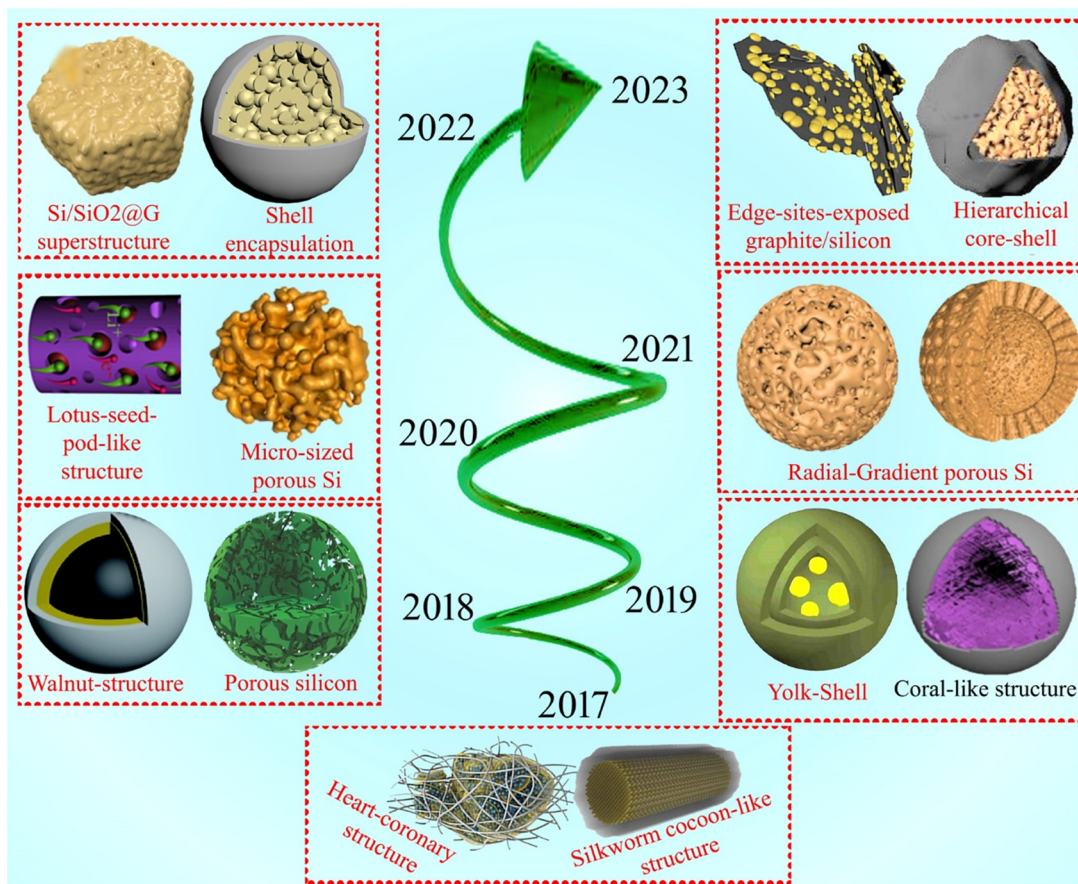 Si/SiO2@G
superstructure
Shell
encapsulation
2022
2023
Edge-sites-exposed
graphite/silicon
Hierarchical
core-shell
Li+
e-
Lotus-seed-
pod-like
structure
Micro-sized
porous Si
2021
2020
Radial-Gradient porous Si
Walnut-structure
Porous silicon
2018
2019
2017
Yolk-Shell
Coral-like structure
Heart-coronary
structure
Silkworm cocoon-like
structure